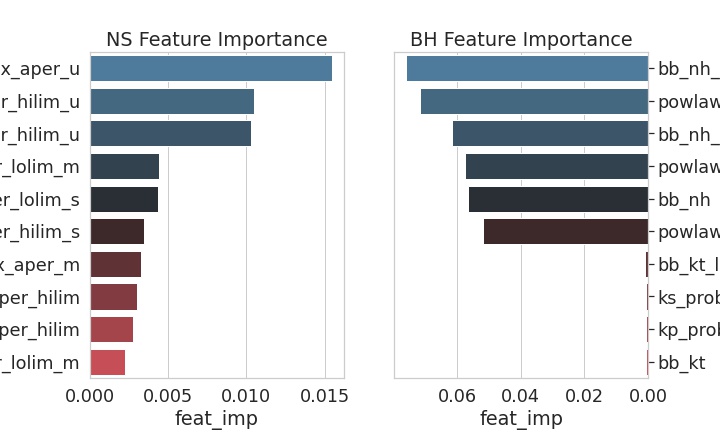 NS Feature Importance
x_aper_u
r_hilim_u
r_hilim_u
r_lolim_m
er_lolim_s
er_hilim_s
x_aper_m
per_hilim
per_hilim
r_lolim_m
0.000 0.005 0.010 0.015
feat_imp
BH Feature Importance
bb_nh_
powlaw
bb_nh_
powlaw
bb_nh
powlaw
bb_kt_l
ks_prob
kp_prob
bb_kt
0.06 0.04 0.02 0.00
feat_imp